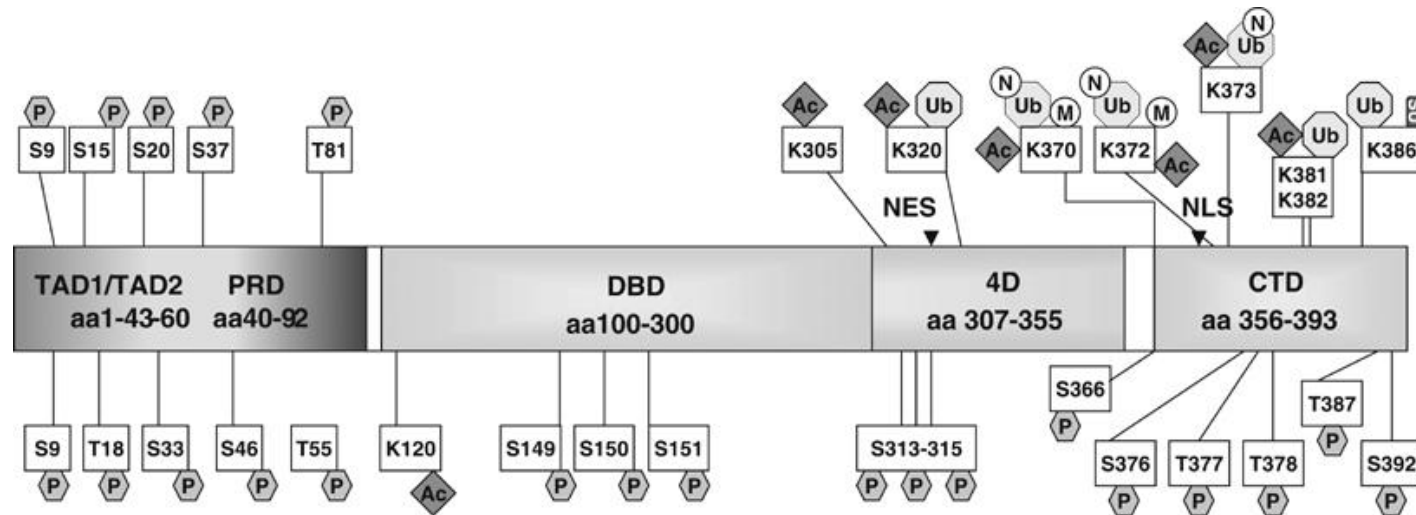 N
Ac
Ub
K373
P
P
P
P
P
S9
S15
S20
S37
T81
Ac
K305
Ac
Ub
K320
N
Ub
M
Ac
K370
N
Ub
M
K372
Ac
Ac
Ub
K381
K382
Ub
K386
NES
NLS
TAD1/TAD2
aa1-43-60
PRD
aa40-92
DBD
aa100-300
4D
aa 307-355
CTD
aa 356-393
S9
P
T18
P
S33
P
S46
P
T55
P
K120
Ac
S149
P
S150
P
S151
P
S313-315
P
P
P
S366
P
S376
P
T377
P
T378
P
T387
P
S392
P